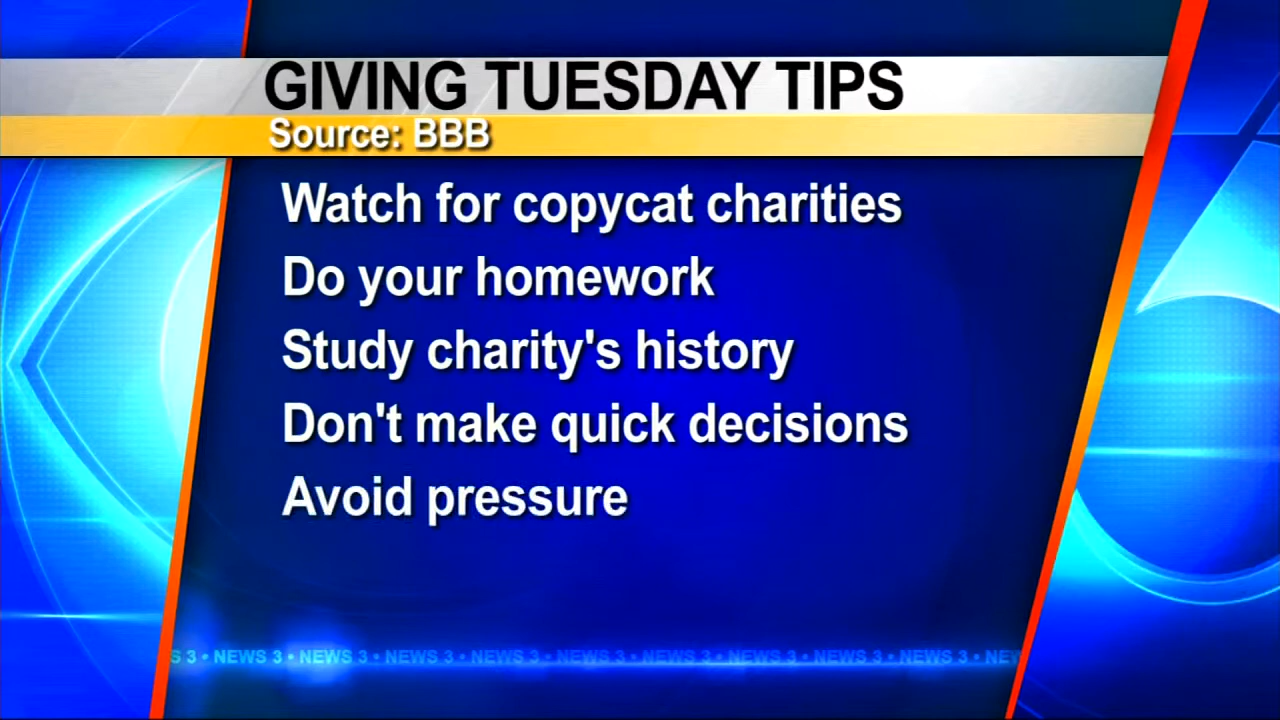 GIVING TUESDAY TIPS
Source: BBB
Watch for copycat charities
Do your homework
Study charity's history
Don't make quick decisions
Avoid pressure
S 3 • NEWS 3 • NEWS 3 • NEWS 3 • NEWS 3 • NEWS 3 • NEWS 3 • NEWS 3 • NEWS 3 • NEWS 3 • NEW